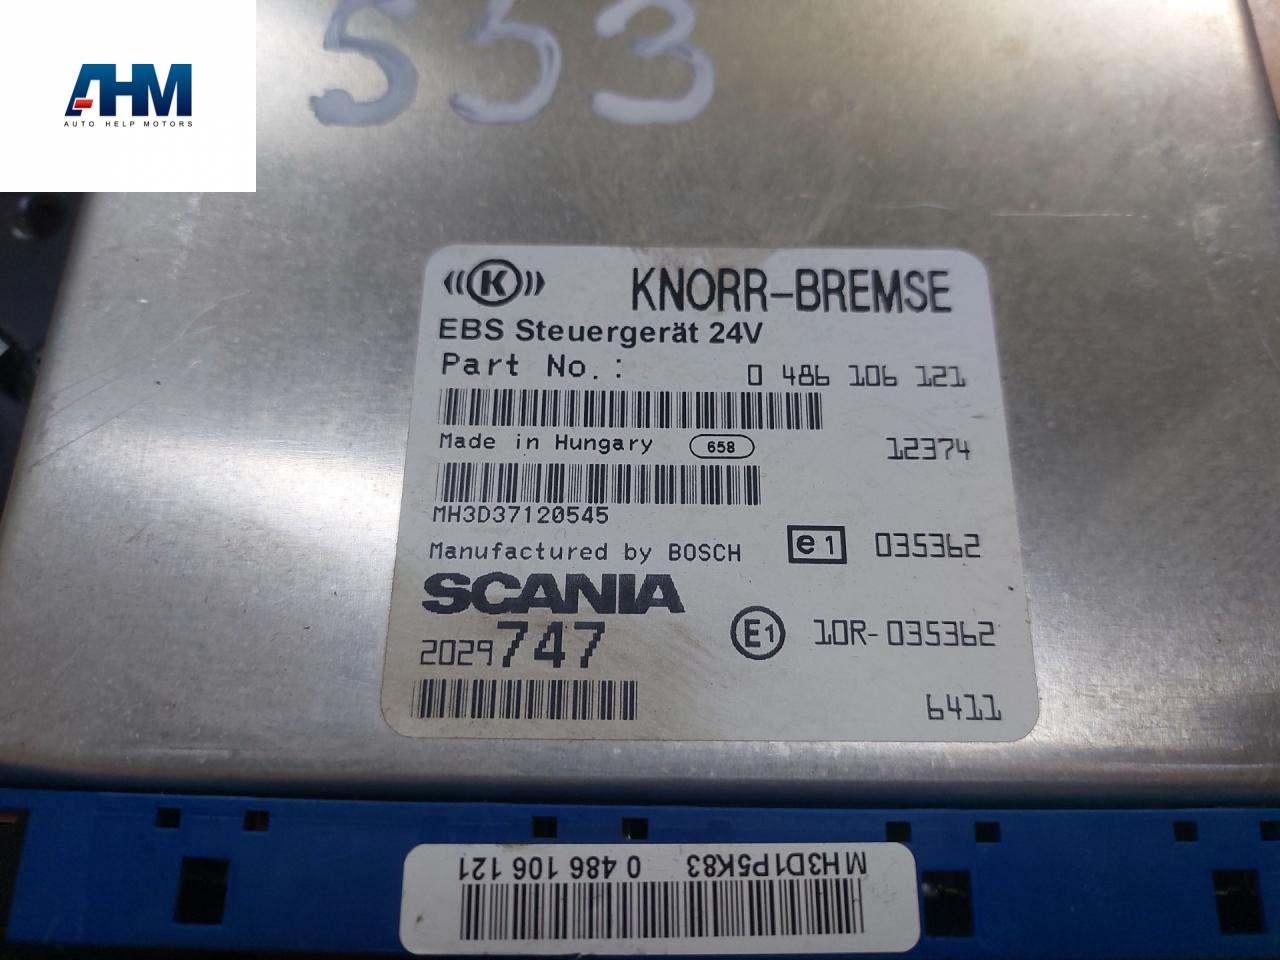 AHM
AUTO HELP MOTORS
553
K KNORR-BREMSE
EBS Steuergerät 24V
Part No.: 0 486 106 121
Made in Hungary 658 12374
MH3D37120545
Manufactured by BOSCH e1 035362
SCANIA
2029747 E1 10R-035362
6411
MH3D1P5K83 0 486 106 121